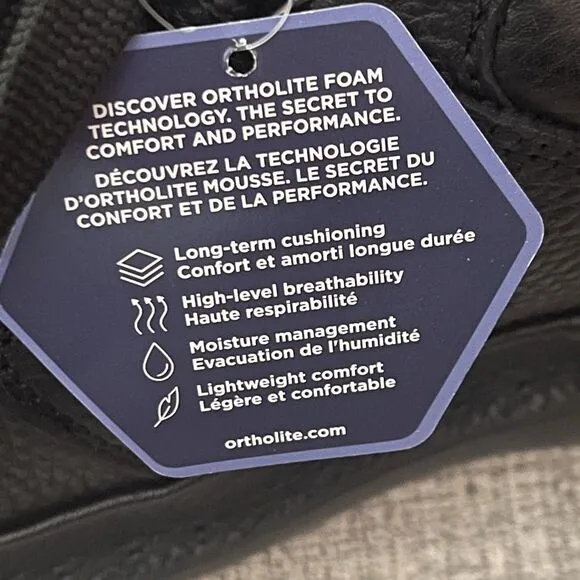 DISCOVER ORTHOLITE FOAM
TECHNOLOGY. THE SECRET TO
COMFORT AND PERFORMANCE.
DÉCOUVREZ LA TECHNOLOGIE
D'ORTHOLITE MOUSSE. LE SECRET DU
CONFORT ET DE LA PERFORMANCE.
Long-term cushioning
Confort et amorti longue durée
High-level breathability
Haute respirabilité
Moisture management
Evacuation de l'humidité
Lightweight comfort
Légère et confortable
ortholite.com